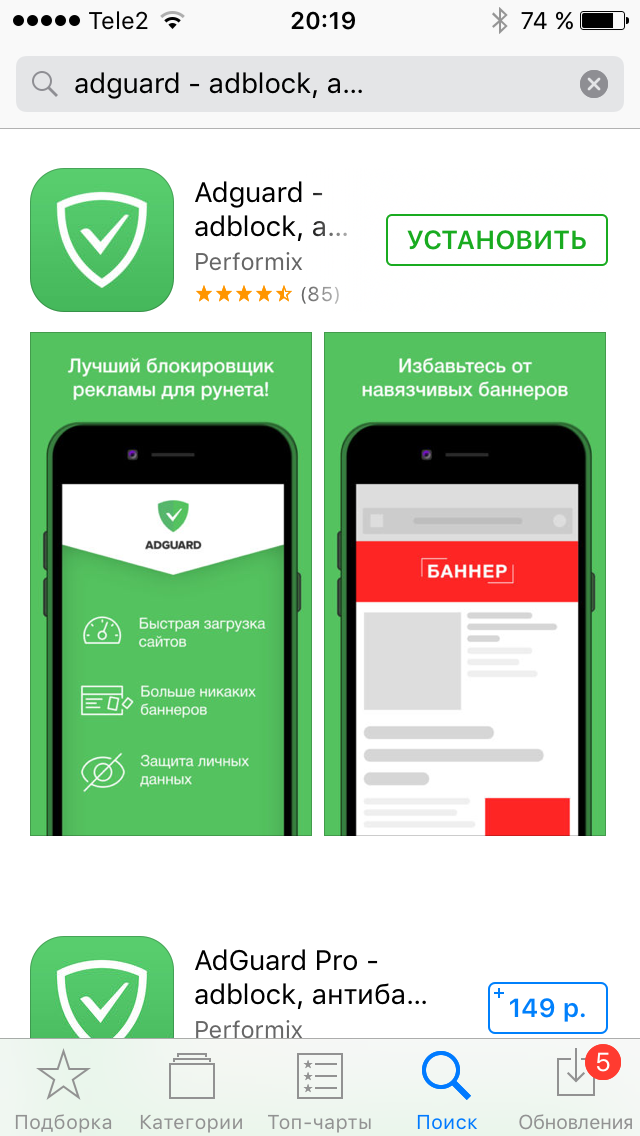 Tele2 20:19 74 %
adguard - adblock, a...
Adguard -
adblock, a...
УСТАНОВИТЬ
Performix
(85)
Лучший блокировщик
рекламы для рунета!
ADGUARD
Быстрая загрузка
сайтов
Больше никаких
баннеров
Защита личных
данных
Избавьтесь от
навязчивых баннеров
БАННЕР
AdGuard Pro -
adblock, антиба...
+ 149 р.
Performix
Подборка Категории Топ-чарты Поиск 5 Обновления